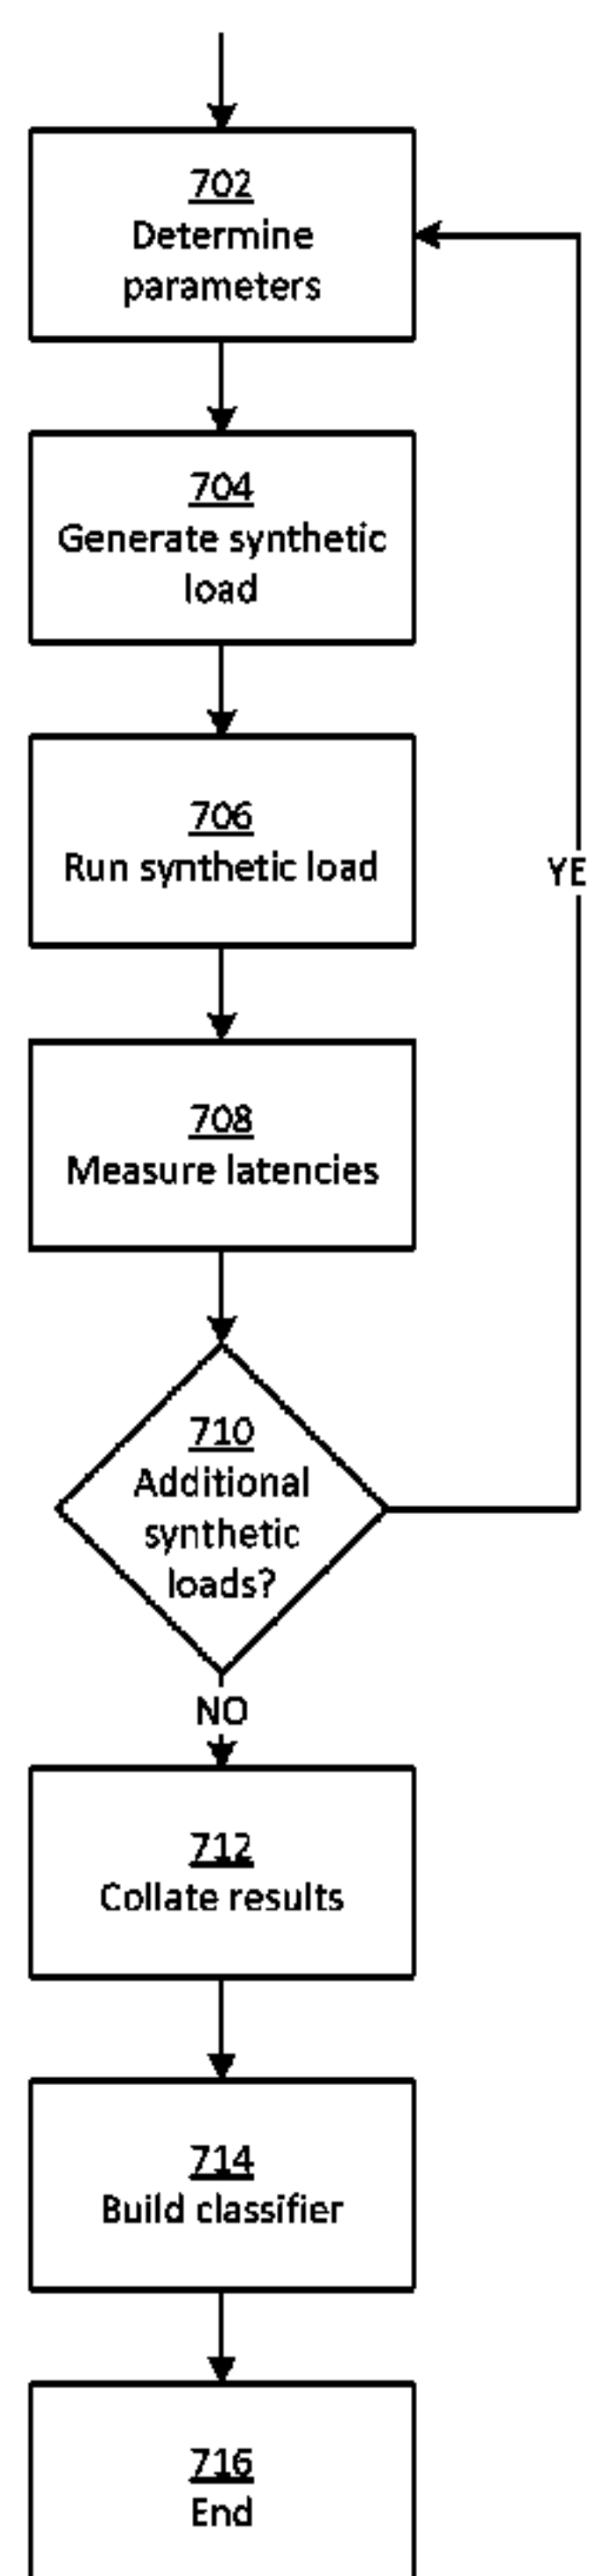 702
Determine
parameters
704
Generate synthetic
load
706
Run synthetic load
YE
708
Measure latencies
710
Additional
synthetic
loads?
NO
712
Collate results
714
Build classifier
716
End